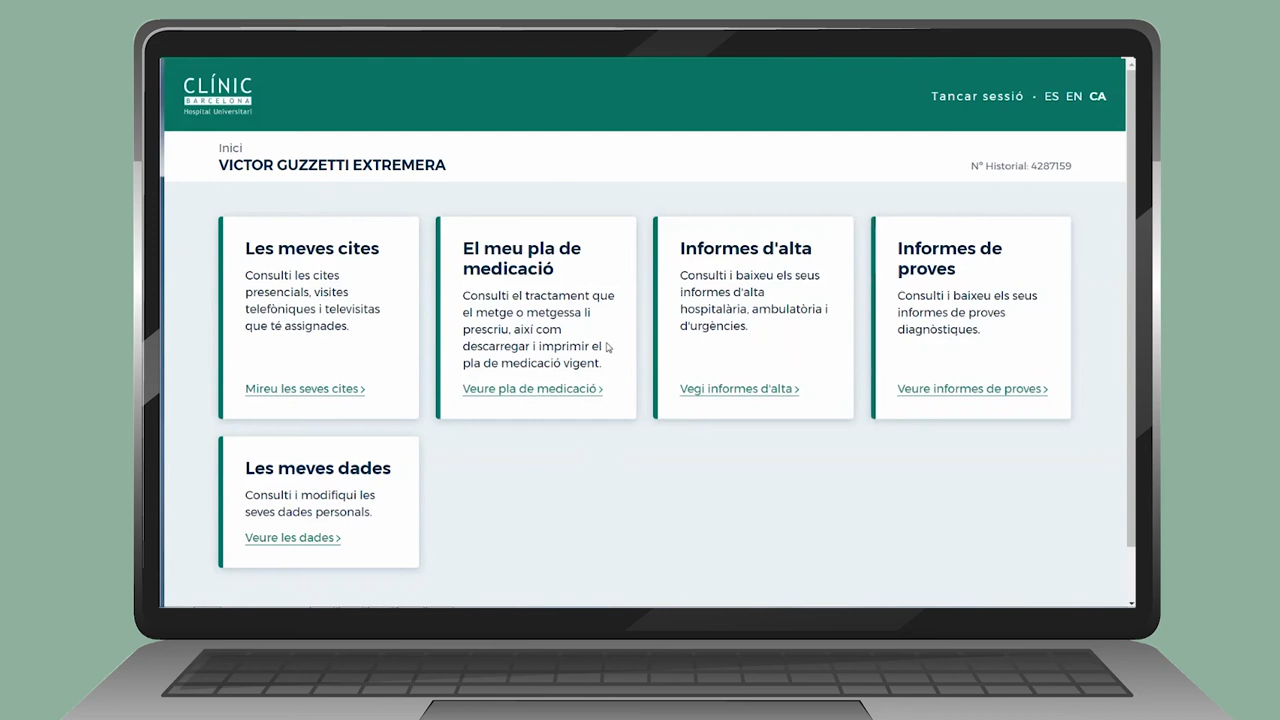 CLÍNIC
BARCELONA
Hospital Universitari
Tancar sessió · ES EN CA
Inici
VICTOR GUZZETTI EXTREMERA
Nº Historial: 4287159
Les meves cites
Consulti les cites
presencials, visites
telefòniques i televisitas
que té assignades.
Mireu les seves cites ›
El meu pla de
medicació
Consulti el tractament que
el metge o metgessa li
prescriu, així com
descarregar i imprimir el
pla de medicació vigent.
Veure pla de medicació ›
Informes d'alta
Consulti i baixeu els seus
informes d'alta
hospitalària, ambulatòria i
d'urgències.
Vegi informes d'alta ›
Informes de
proves
Consulti i baixeu els seus
informes de proves
diagnòstiques.
Veure informes de proves ›
Les meves dades
Consulti i modifiqui les
seves dades personals.
Veure les dades ›